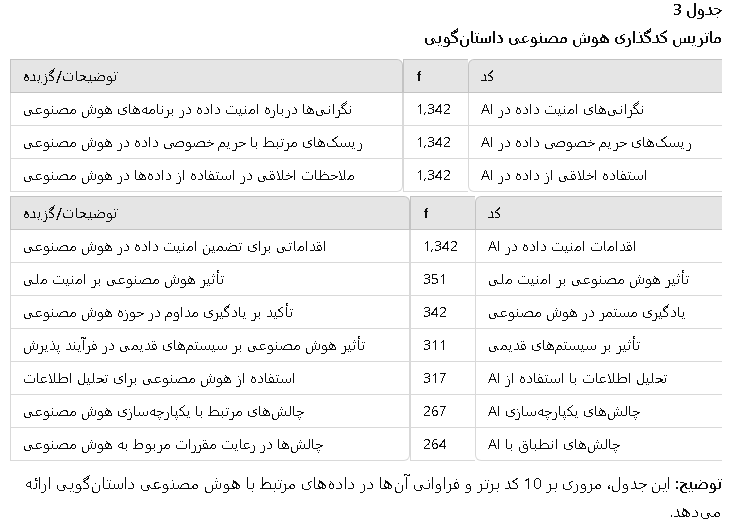 جدول 3
ماتریس کدگذاری هوش مصنوعی داستان‌گویی
کد f توضیحات/گزیده
نگرانی‌های امنیت داده در AI 1,342 نگرانی‌ها درباره امنیت داده در برنامه‌های هوش مصنوعی
ریسک‌های حریم خصوصی داده در AI 1,342 ریسک‌های مرتبط با حریم خصوصی داده در هوش مصنوعی
استفاده اخلاقی از داده در AI 1,342 ملاحظات اخلاقی در استفاده از داده‌ها در هوش مصنوعی
کد f توضیحات/گزیده
اقدامات امنیت داده در AI 1,342 اقداماتی برای تضمین امنیت داده در هوش مصنوعی
تأثیر هوش مصنوعی بر امنیت ملی 351 تأثیر هوش مصنوعی بر امنیت ملی
یادگیری مستمر در هوش مصنوعی 342 تأکید بر یادگیری مداوم در حوزه هوش مصنوعی
تأثیر بر سیستم‌های قدیمی 311 تأثیر هوش مصنوعی بر سیستم‌های قدیمی در فرآیند پذیرش
تحلیل اطلاعات با استفاده از AI 317 استفاده از هوش مصنوعی برای تحلیل اطلاعات
چالش‌های یکپارچه‌سازی AI 267 چالش‌های مرتبط با یکپارچه‌سازی هوش مصنوعی
چالش‌های انطباق با AI 264 چالش‌ها در رعایت مقررات مربوط به هوش مصنوعی
توضیح: این جدول، مروری بر 10 کد برتر و فراوانی آن‌ها در داده‌های مرتبط با هوش مصنوعی داستان‌گویی ارائه
می‌دهد.